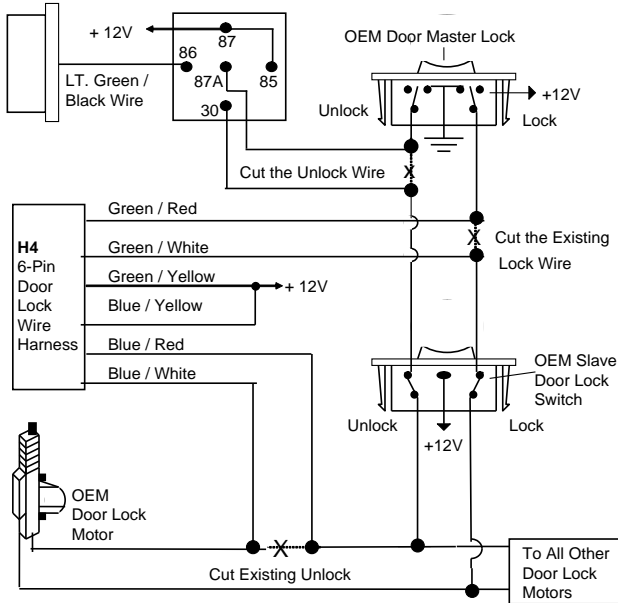 + 12V
87
86
87A
85
30
LT. Green /
Black Wire
OEM Door Master Lock
+12V
Unlock
Lock
X
Cut the Unlock Wire
H4
6-Pin
Door
Lock
Wire
Harness
Green / Red
Green / White
Green / Yellow
+ 12V
Blue / Yellow
Blue / Red
Blue / White
X
Cut the Existing
Lock Wire
OEM Slave
Door Lock
Switch
Unlock
Lock
+12V
OEM
Door Lock
Motor
X
Cut Existing Unlock
To All Other
Door Lock
Motors